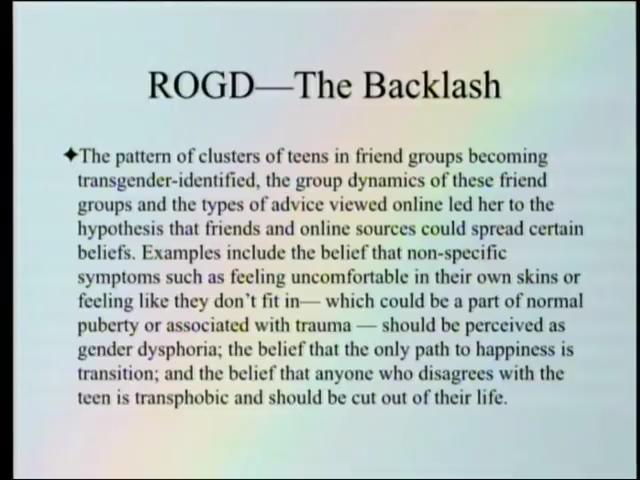 ROGD—The Backlash
✦The pattern of clusters of teens in friend groups becoming
transgender-identified, the group dynamics of these friend
groups and the types of advice viewed online led her to the
hypothesis that friends and online sources could spread certain
beliefs. Examples include the belief that non-specific
symptoms such as feeling uncomfortable in their own skins or
feeling like they don't fit in— which could be a part of normal
puberty or associated with trauma — should be perceived as
gender dysphoria; the belief that the only path to happiness is
transition; and the belief that anyone who disagrees with the
teen is transphobic and should be cut out of their life.